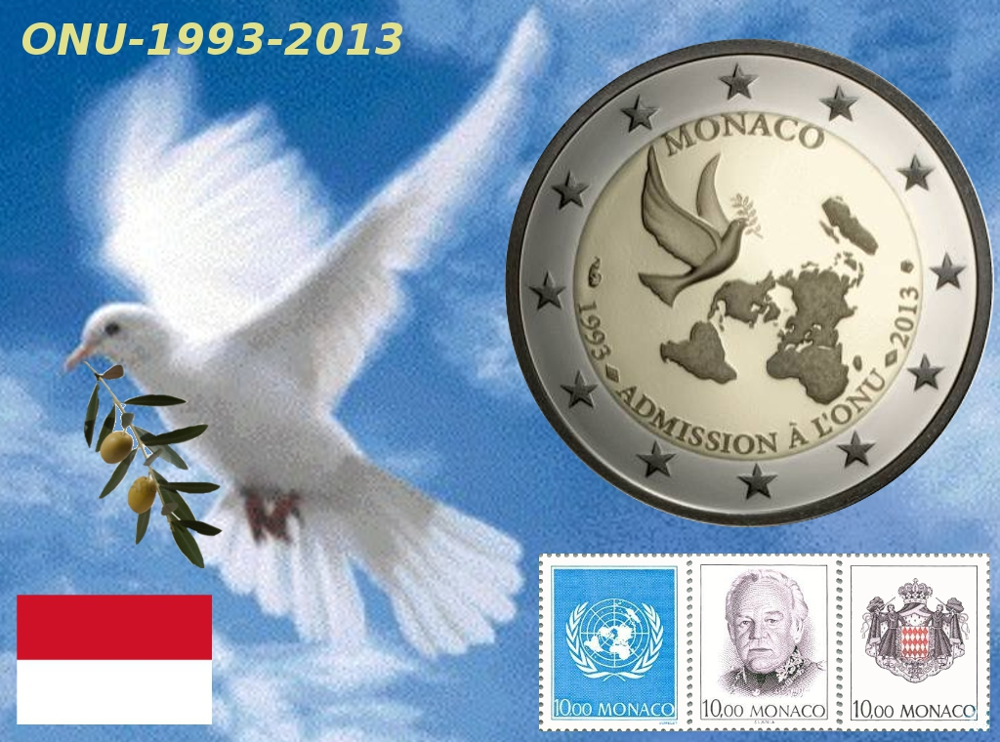 ONU-1993-2013
MONACO
1993 ADMISSION À L'ONU 2013
10,00 MONACO
10,00 MONACO
10,00 MONACO